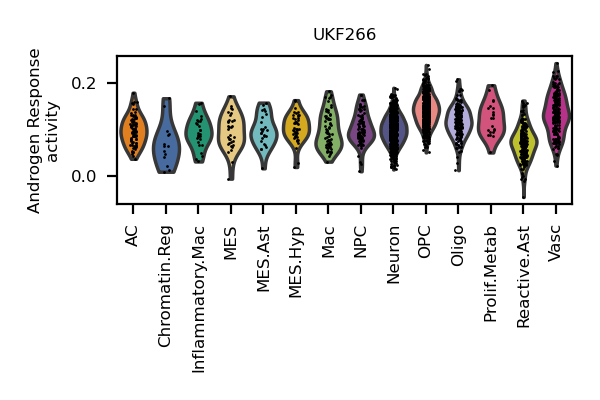 UKF266
Androgen Response
activity
0.2
0.0
AC
Chromatin.Reg
Inflammatory.Mac
MES
MES.Ast
MES.Hyp
Mac
NPC
Neuron
OPC
Oligo
Prolif.Metab
Reactive.Ast
Vasc